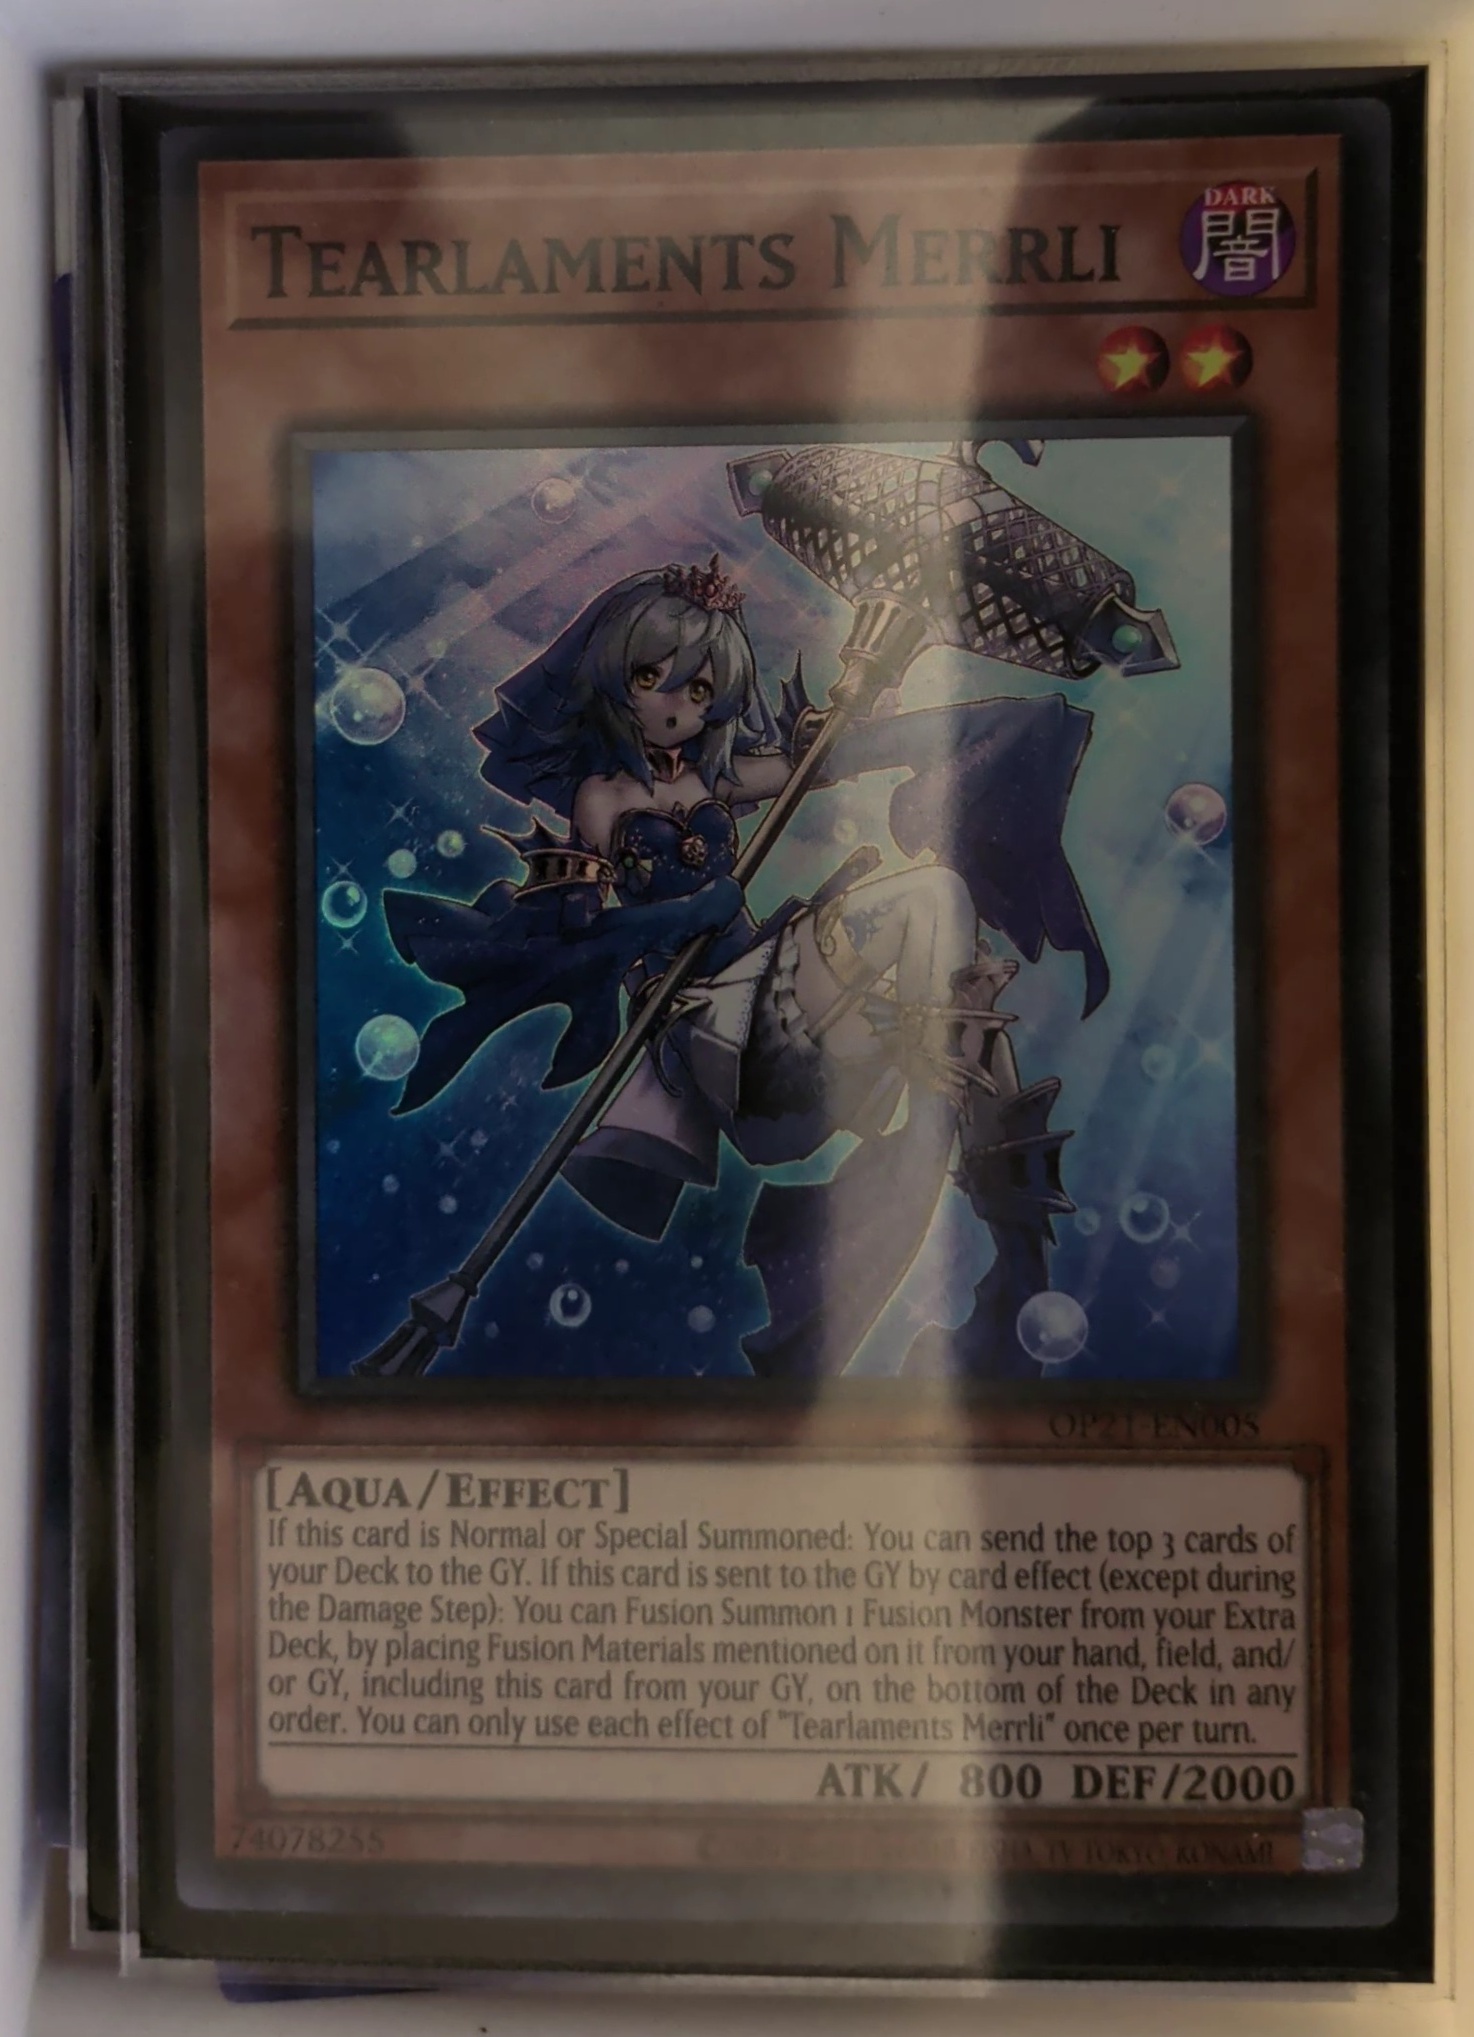 TEARLAMENTS MERRLI
DARK
闇
OP21-EN005
[AQUA/EFFECT]
If this card is Normal or Special Summoned: You can send the top 3 cards of
your Deck to the GY. If this card is sent to the GY by card effect (except during
the Damage Step): You can Fusion Summon 1 Fusion Monster from your Extra
Deck, by placing Fusion Materials mentioned on it from your hand, field, and/
or GY, including this card from your GY, on the bottom of the Deck in any
order. You can only use each effect of "Tearlaments Merrli" once per turn.
ATK/ 800 DEF/2000
74078255
TV TOKYO KONAMI